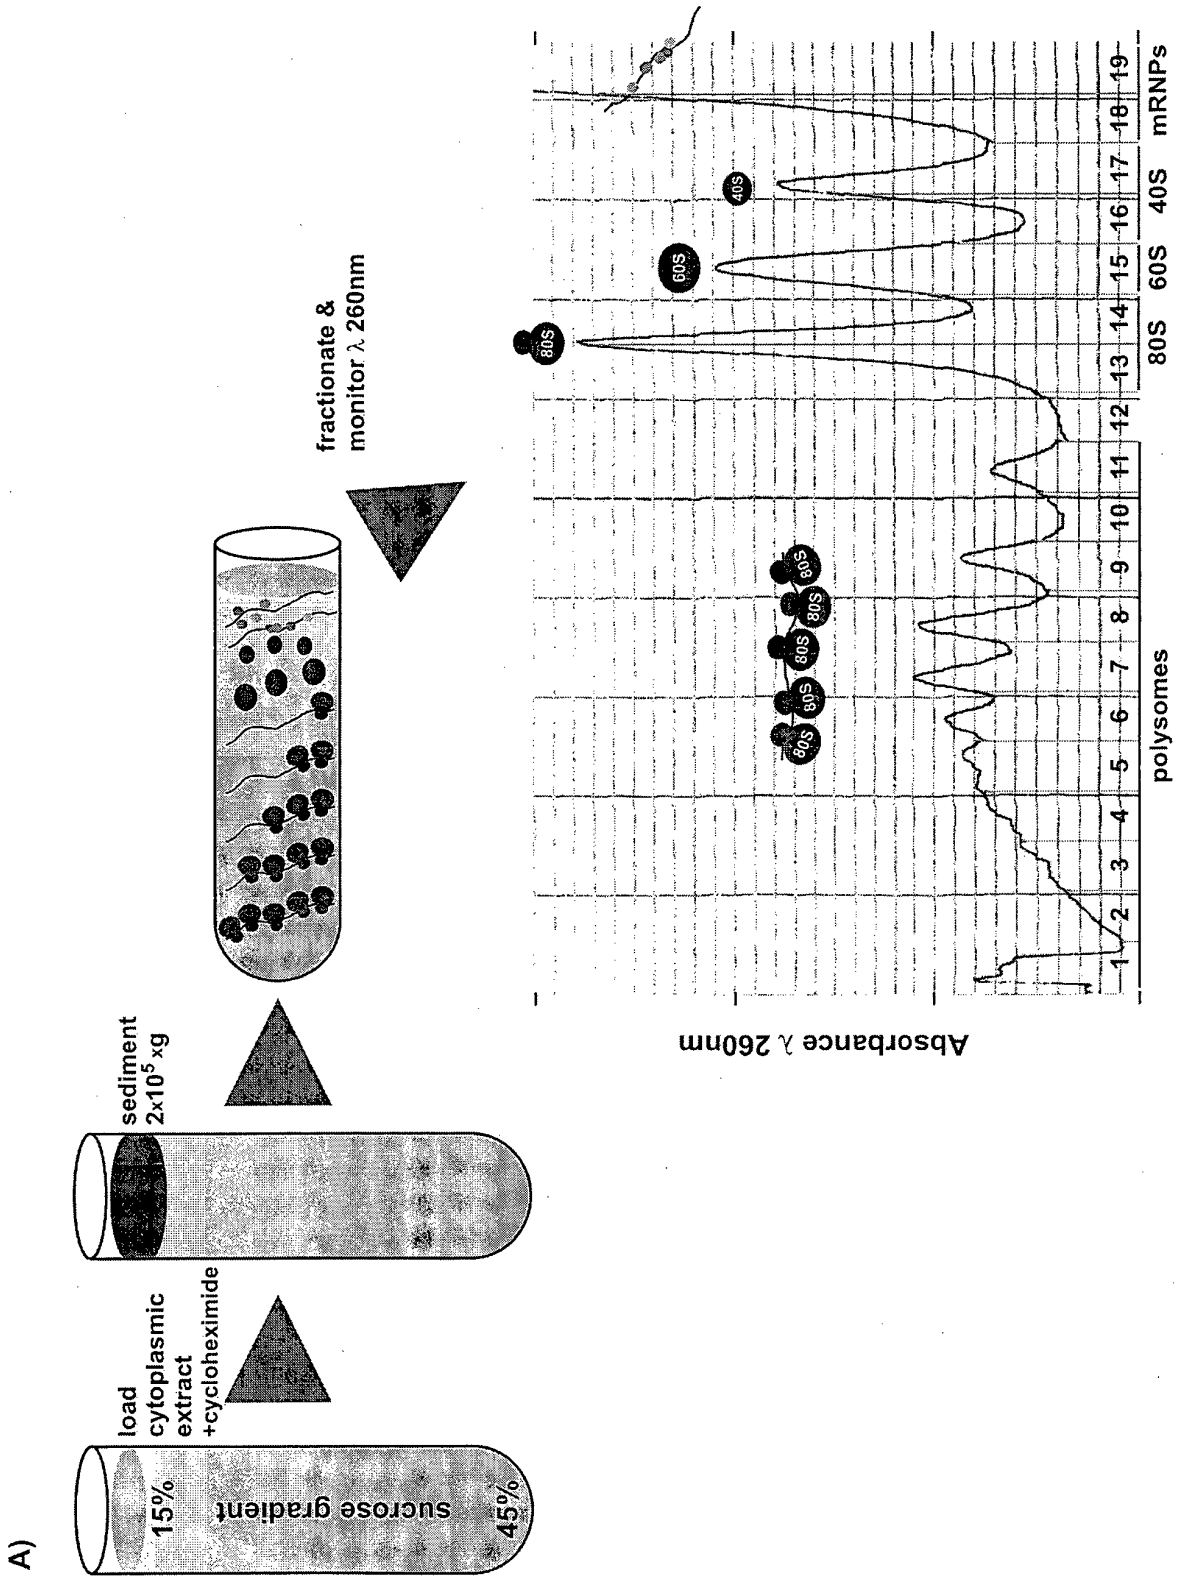 A)
15%
sucrose gradient
45%
load
cytoplasmic
extract
+cycloheximide
sediment
2x10⁵ xg
fractionate &
monitor λ 260nm
Absorbance λ 260nm
80S
80S
80S
80S
80S
80S
60S
40S
1 2 3 4 5 6 7 8 9 10 11 12 13 14 15 16 17 18 19
polysomes 80S 60S 40S mRNPs